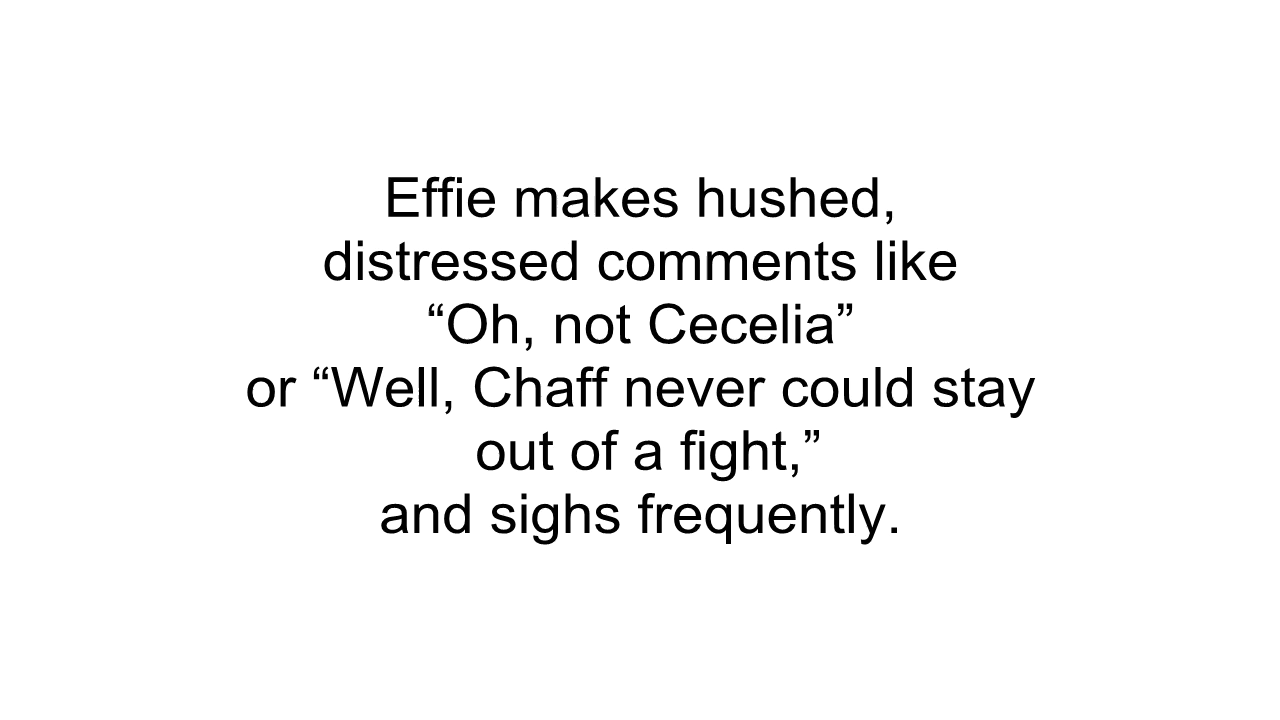 Effie makes hushed,
distressed comments like
“Oh, not Cecelia”
or “Well, Chaff never could stay
out of a fight,”
and sighs frequently.